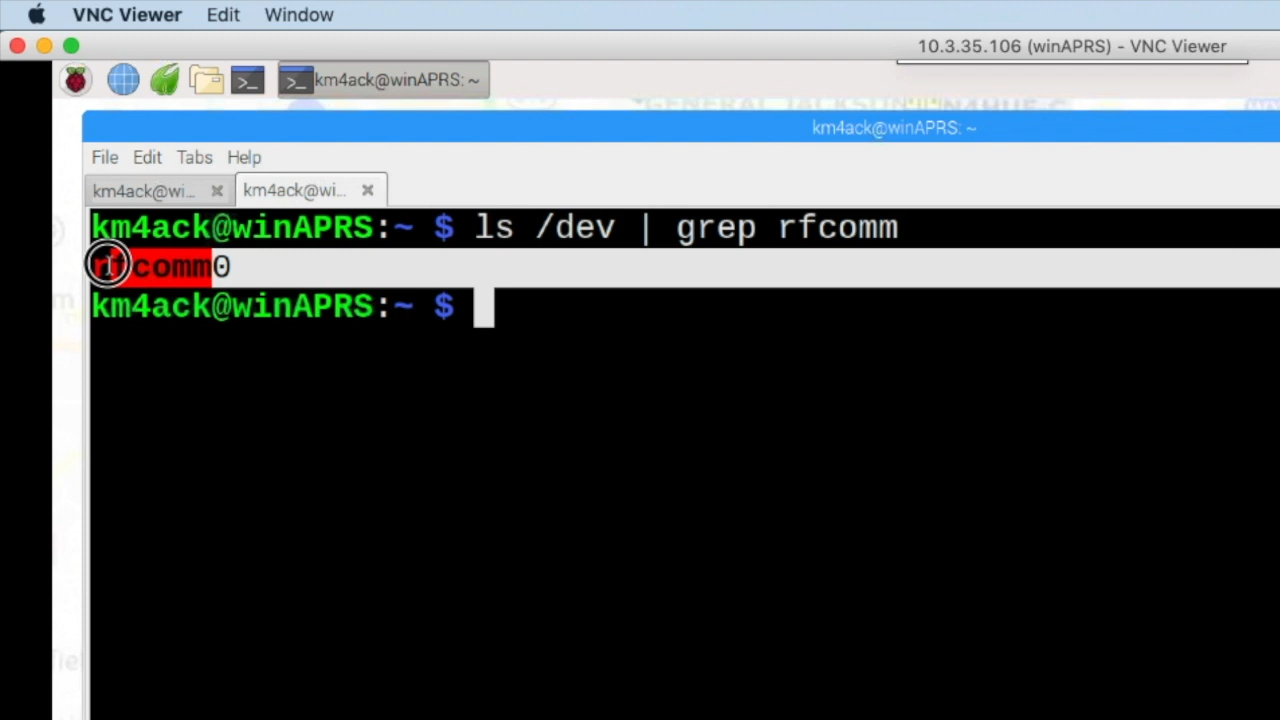 VNC Viewer Edit Window
10.3.35.106 (winAPRS) - VNC Viewer
>_ >_ km4ack@winAPRS: ~
km4ack@winAPRS: ~
File Edit Tabs Help
km4ack@wi... km4ack@wi...
km4ack@winAPRS:~ $ ls /dev | grep rfcomm
rfcomm0
km4ack@winAPRS:~ $